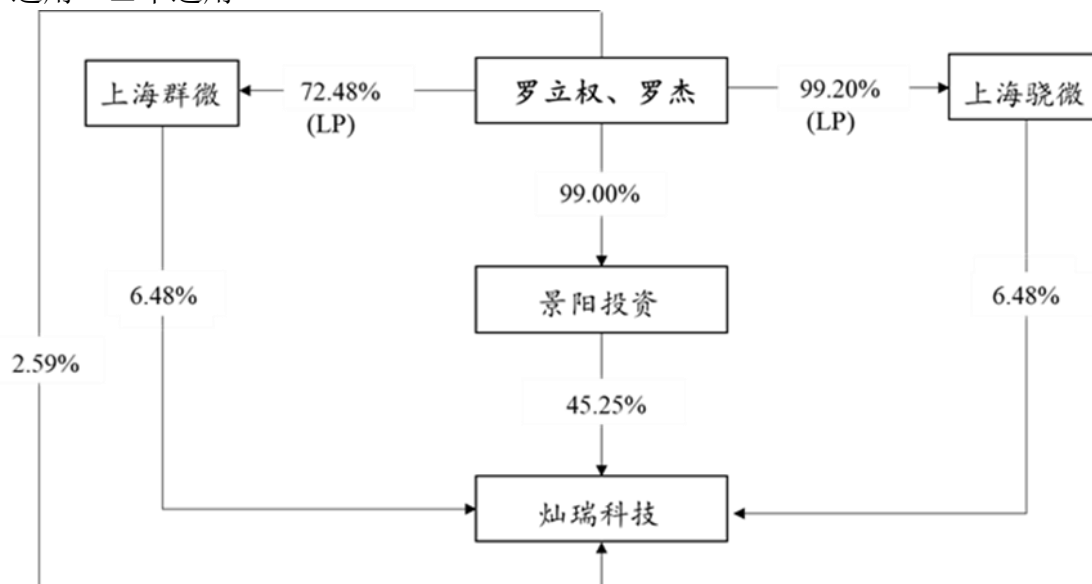 上海群微
72.48%
(LP)
罗立权、罗杰
99.20%
(LP)
上海骁微
99.00%
6.48%
景阳投资
6.48%
2.59%
45.25%
灿瑞科技